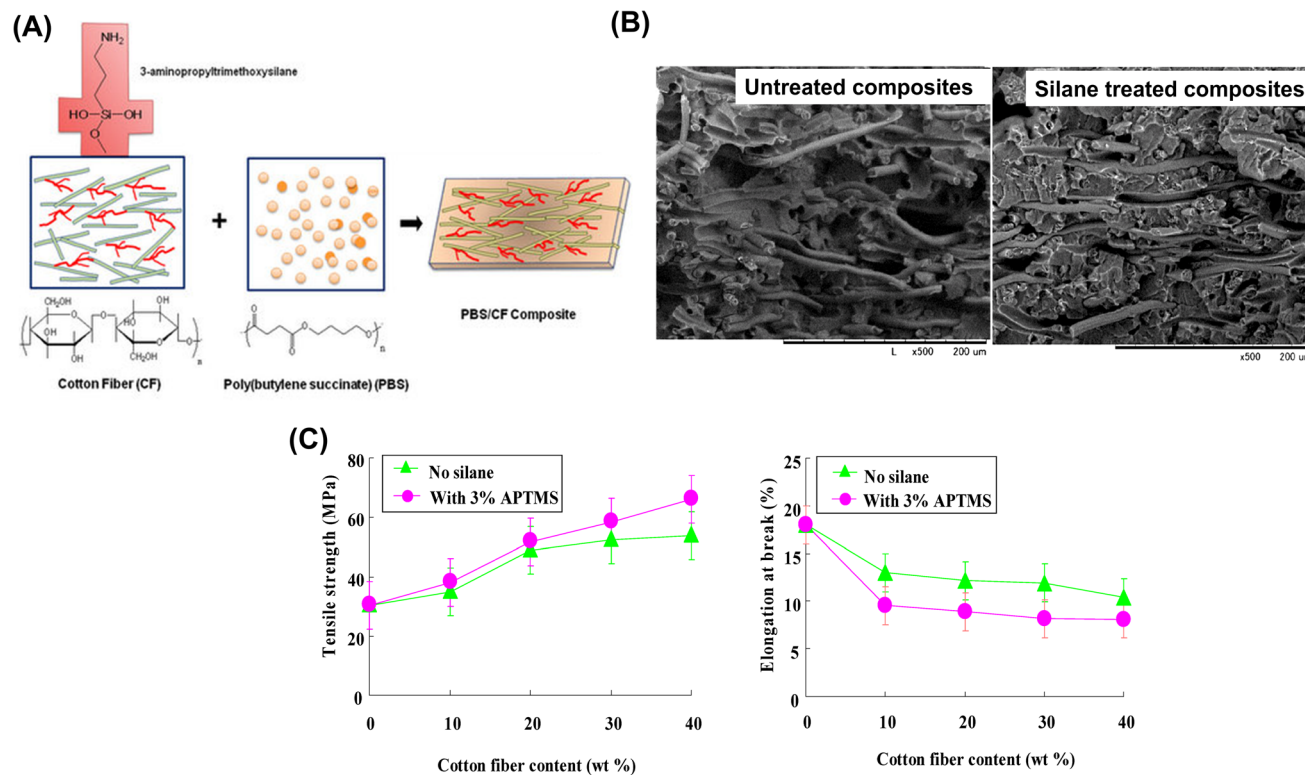 (A)
NH2
3-aminopropyltrimethoxysilane
HO-Si-OH
O
+
PBS/CF Composite
CH2OH
OH
H
O
H
H
OH
H
O
OH
H
H
H
O
H
OH
CH2OH
O
n
Cotton Fiber (CF)
O
O
O
O
n
Poly(butylene succinate) (PBS)
(B)
Untreated composites
Silane treated composites
L x500 200 um
x500 200 um
(C)
Tensile strength (MPa)
80
60
40
20
0
No silane
With 3% APTMS
0 10 20 30 40
Cotton fiber content (wt %)
Elongation at break (%)
25
20
15
10
5
0
No silane
With 3% APTMS
0 10 20 30 40
Cotton fiber content (wt %)